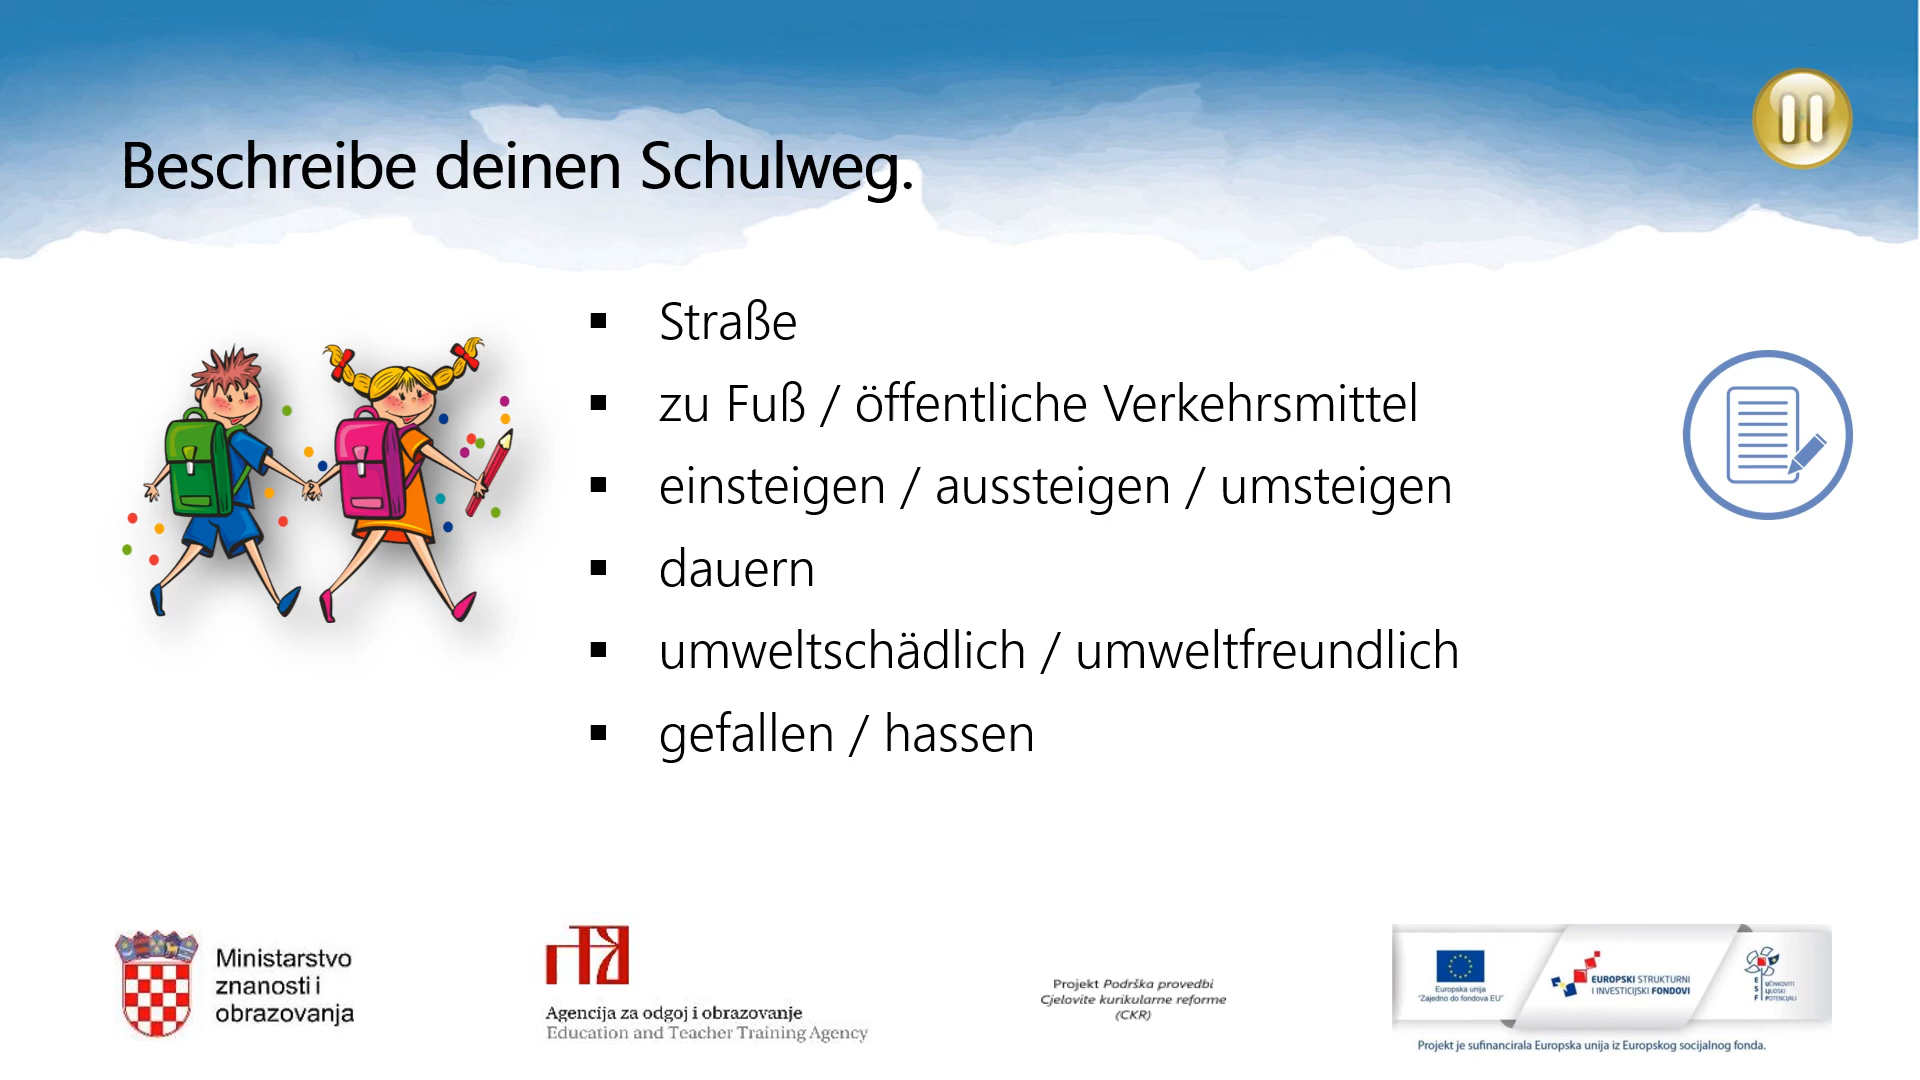 Beschreibe deinen Schulweg.
▪ Straße
▪ zu Fuß / öffentliche Verkehrsmittel
▪ einsteigen / aussteigen / umsteigen
▪ dauern
▪ umweltschädlich / umweltfreundlich
▪ gefallen / hassen
Ministarstvo
znanosti i
obrazovanja
Agencija za odgoj i obrazovanje
Education and Teacher Training Agency
Projekt Podrška provedbi
Cjelovite kurikularne reforme
(CKR)
Europska unija
"Zajedno do fondova EU"
EUROPSKI STRUKTURNI
I INVESTICIJSKI FONDOVI
ESF
UČINKOVITI
LJUDSKI
POTENCIJALI
Projekt je sufinancirala Europska unija iz Europskog socijalnog fonda.